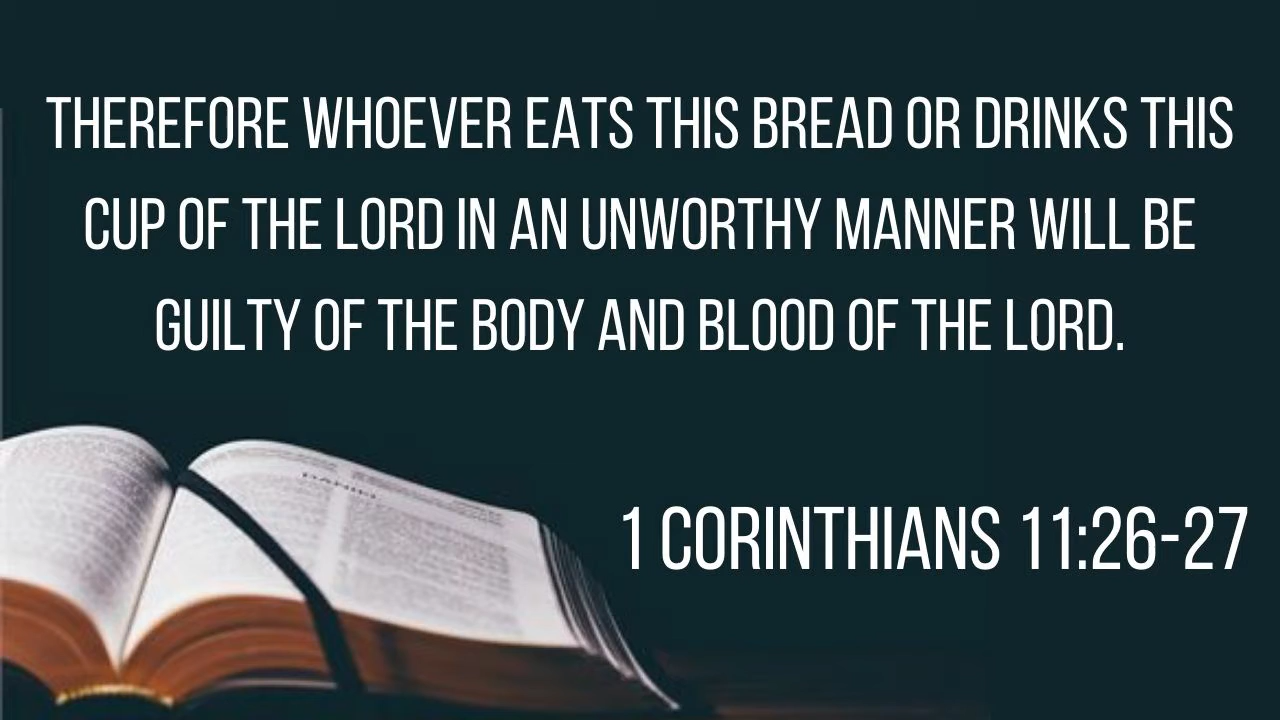 THEREFORE WHOEVER EATS THIS BREAD OR DRINKS THIS
CUP OF THE LORD IN AN UNWORTHY MANNER WILL BE
GUILTY OF THE BODY AND BLOOD OF THE LORD.
DANIEL
1 CORINTHIANS 11:26-27